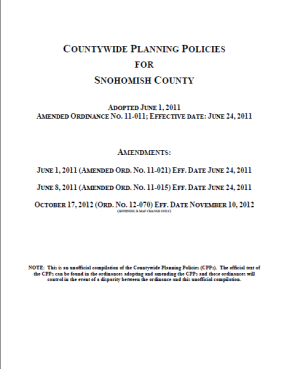 COUNTYWIDE PLANNING POLICIES
FOR
SNOHOMISH COUNTY
ADOPTED JUNE 1, 2011
AMENDED ORDINANCE NO. 11-011; EFFECTIVE DATE: JUNE 24, 2011
AMENDMENTS:
JUNE 1, 2011 (AMENDED ORD. NO. 11-021) EFF. DATE JUNE 24, 2011
JUNE 8, 2011 (AMENDED ORD. NO. 11-015) EFF. DATE JUNE 24, 2011
OCTOBER 17, 2012 (ORD. NO. 12-070) EFF. DATE NOVEMBER 10, 2012
NOTE: This is an unofficial compilation of the Countywide Planning Policies (CPPs). The official text of
the CPPs can be found in the ordinances adopting and amending the CPPs and those ordinances will
control in the event of a disparity between the ordinance and this unofficial compilation.